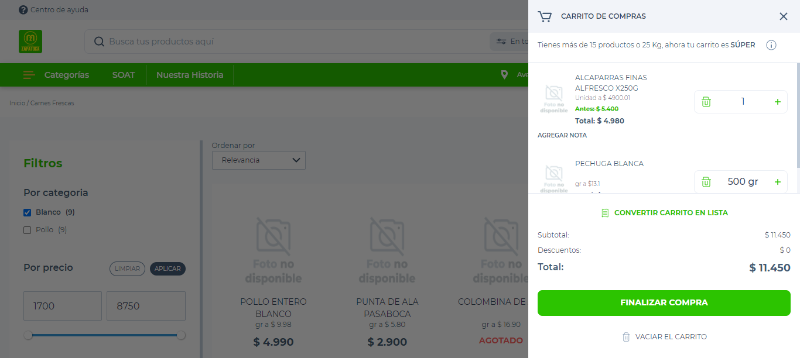 Centro de ayuda
Busca tus productos aquí
En to
Categorías
SOAT
Nuestra Historia
Inicio / Carnes Frescas
Filtros
Por categoría
Blanco (9)
Pollo (9)
Por precio
LIMPIAR
APLICAR
1700
8750
Ordenar por
Relevancia
Foto no
disponible
POLLO ENTERO
BLANCO
gr a $ 9.98
$ 4.990
Foto no
disponible
PUNTA DE ALA
PASABOCA
gr a $ 5.80
$ 2.900
Foto no
disponible
COLOMBINA DE
gr a $ 16.90
AGOTADO
CARRITO DE COMPRAS
Tienes más de 15 productos o 25 Kg, ahora tu carrito es SÚPER
Foto no
disponible
ALCAPARRAS FINAS
ALFRESCO X250G
Unidad a $ 4900.01
Antes: $ 5.400
Total: $ 4.980
1
+
AGREGAR NOTA
Foto no
disponible
PECHUGA BLANCA
gr a $13.1
500 gr
+
CONVERTIR CARRITO EN LISTA
Subtotal:
$ 11.450
Descuentos:
$ 0
Total:
$ 11.450
FINALIZAR COMPRA
VACIAR EL CARRITO